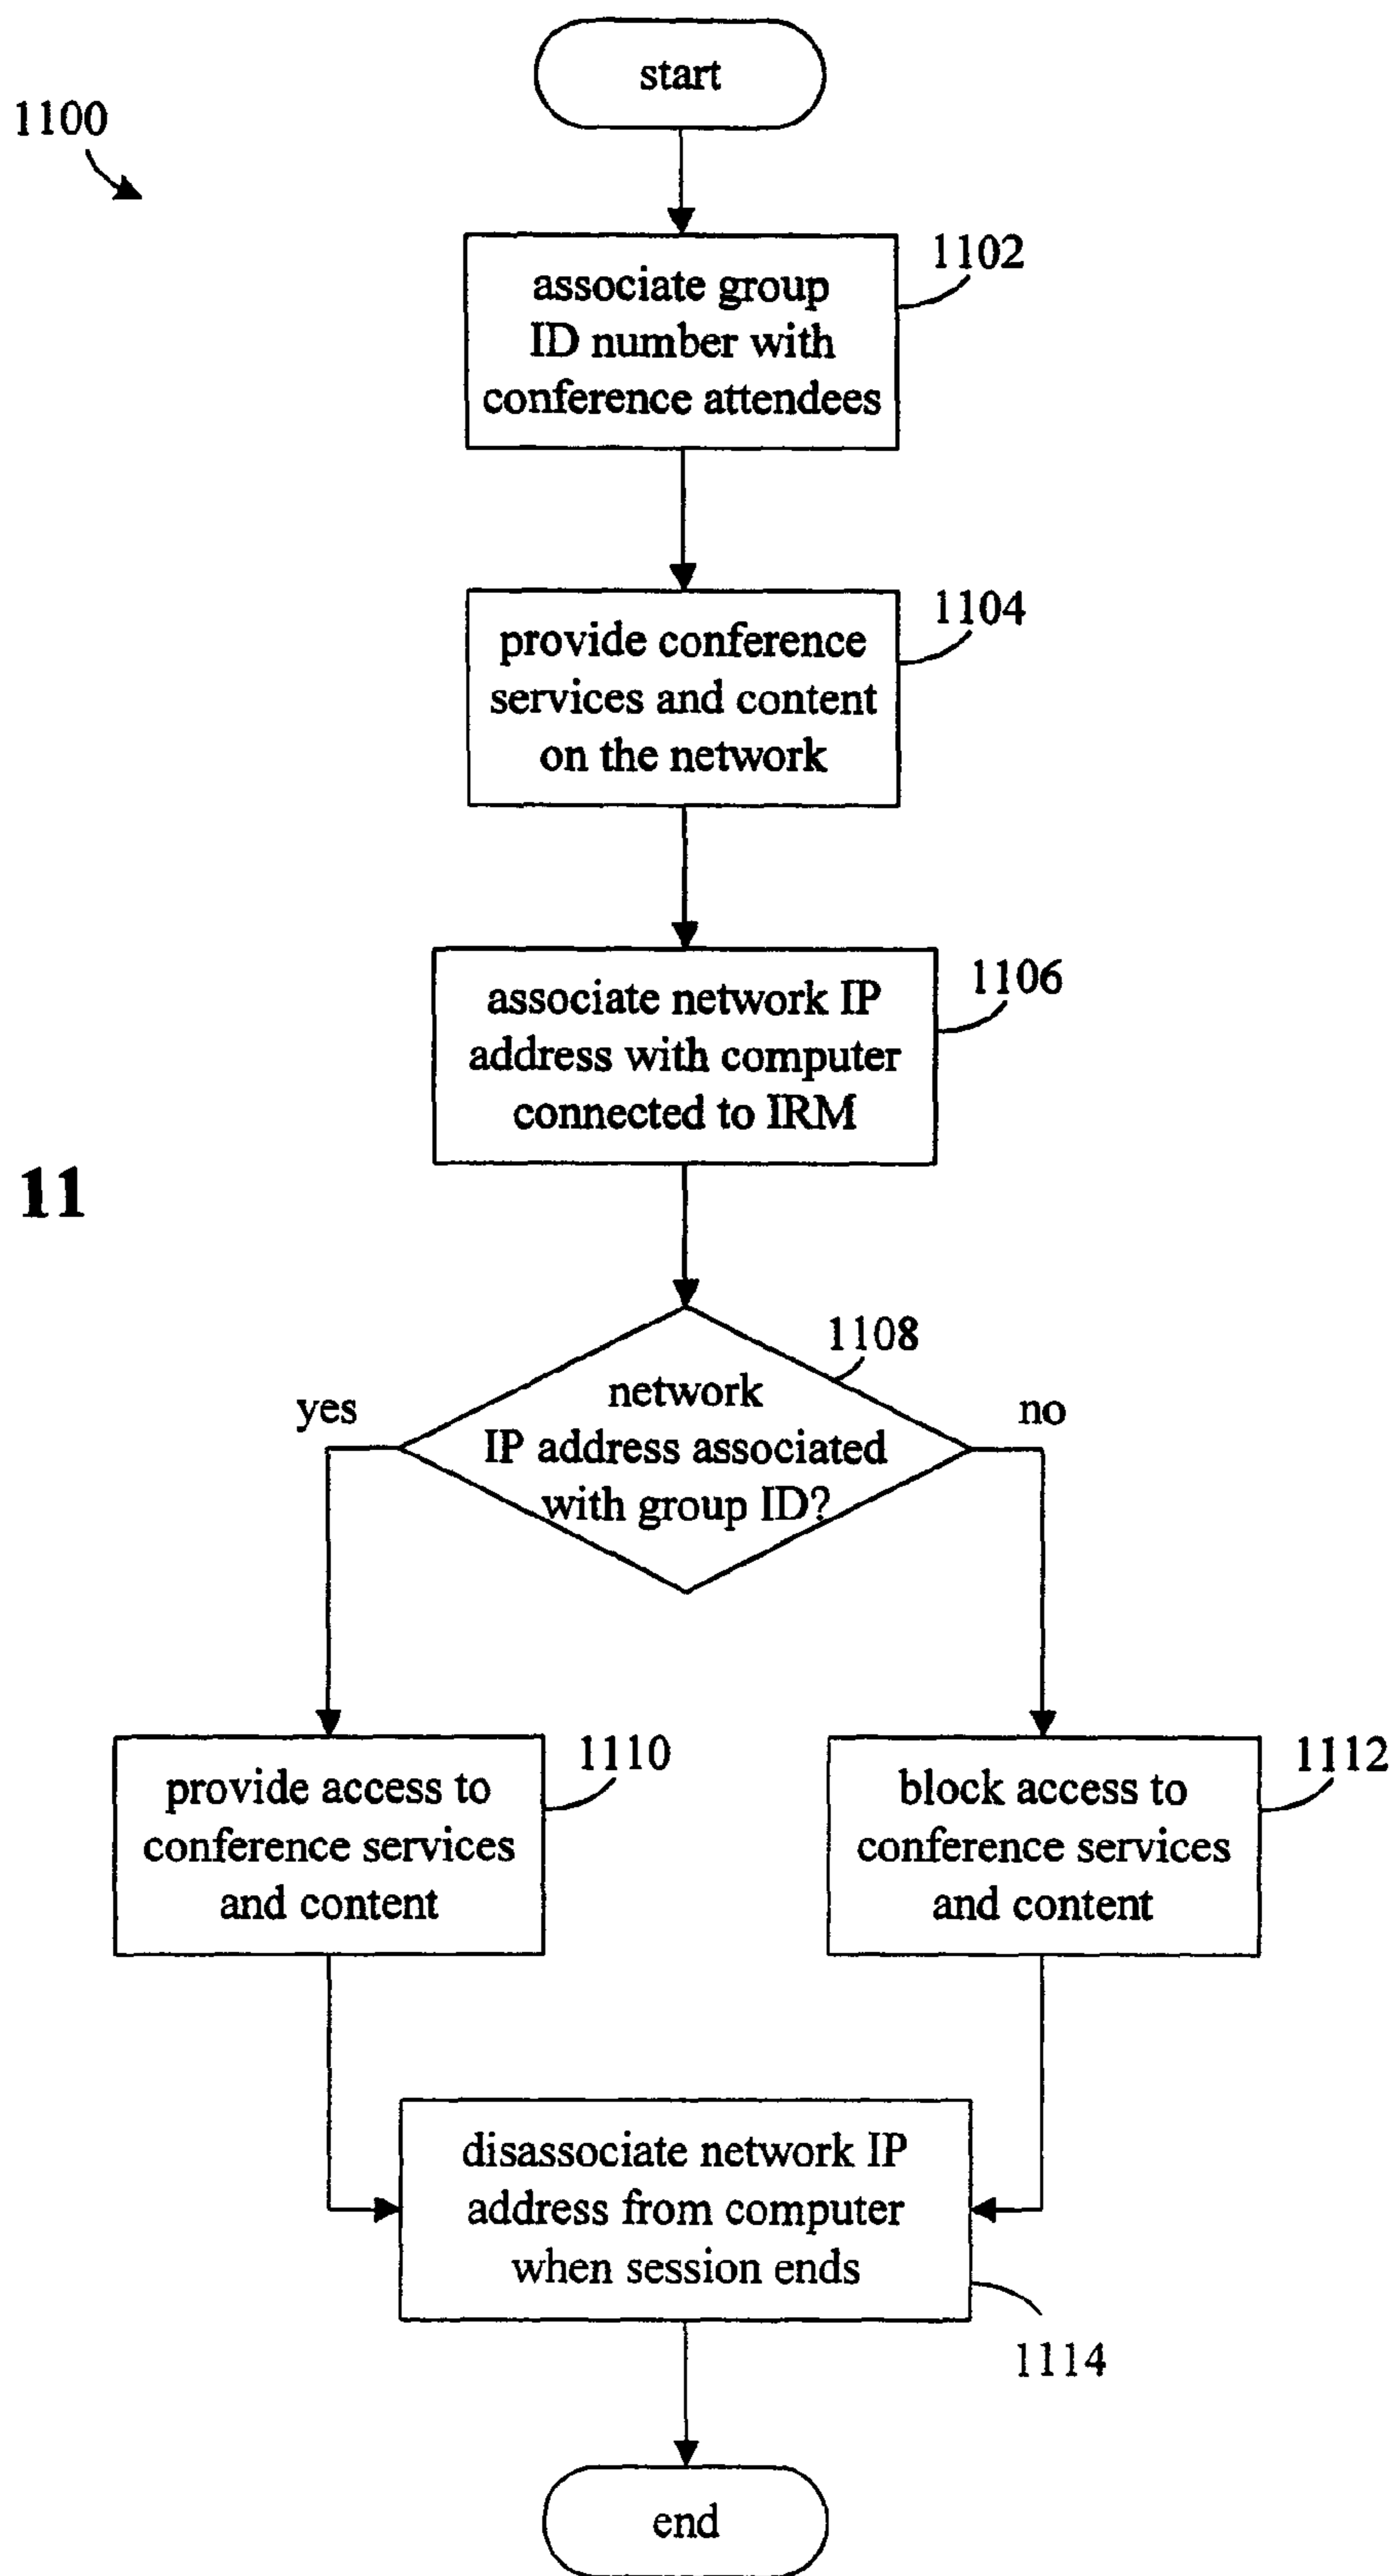 start
1100
1102
associate group
ID number with
conference attendees
1104
provide conference
services and content
on the network
1106
associate network IP
address with computer
connected to IRM
11
1108
network
IP address associated
with group ID?
yes
no
1110
provide access to
conference services
and content
1112
block access to
conference services
and content
disassociate network IP
address from computer
when session ends
1114
end